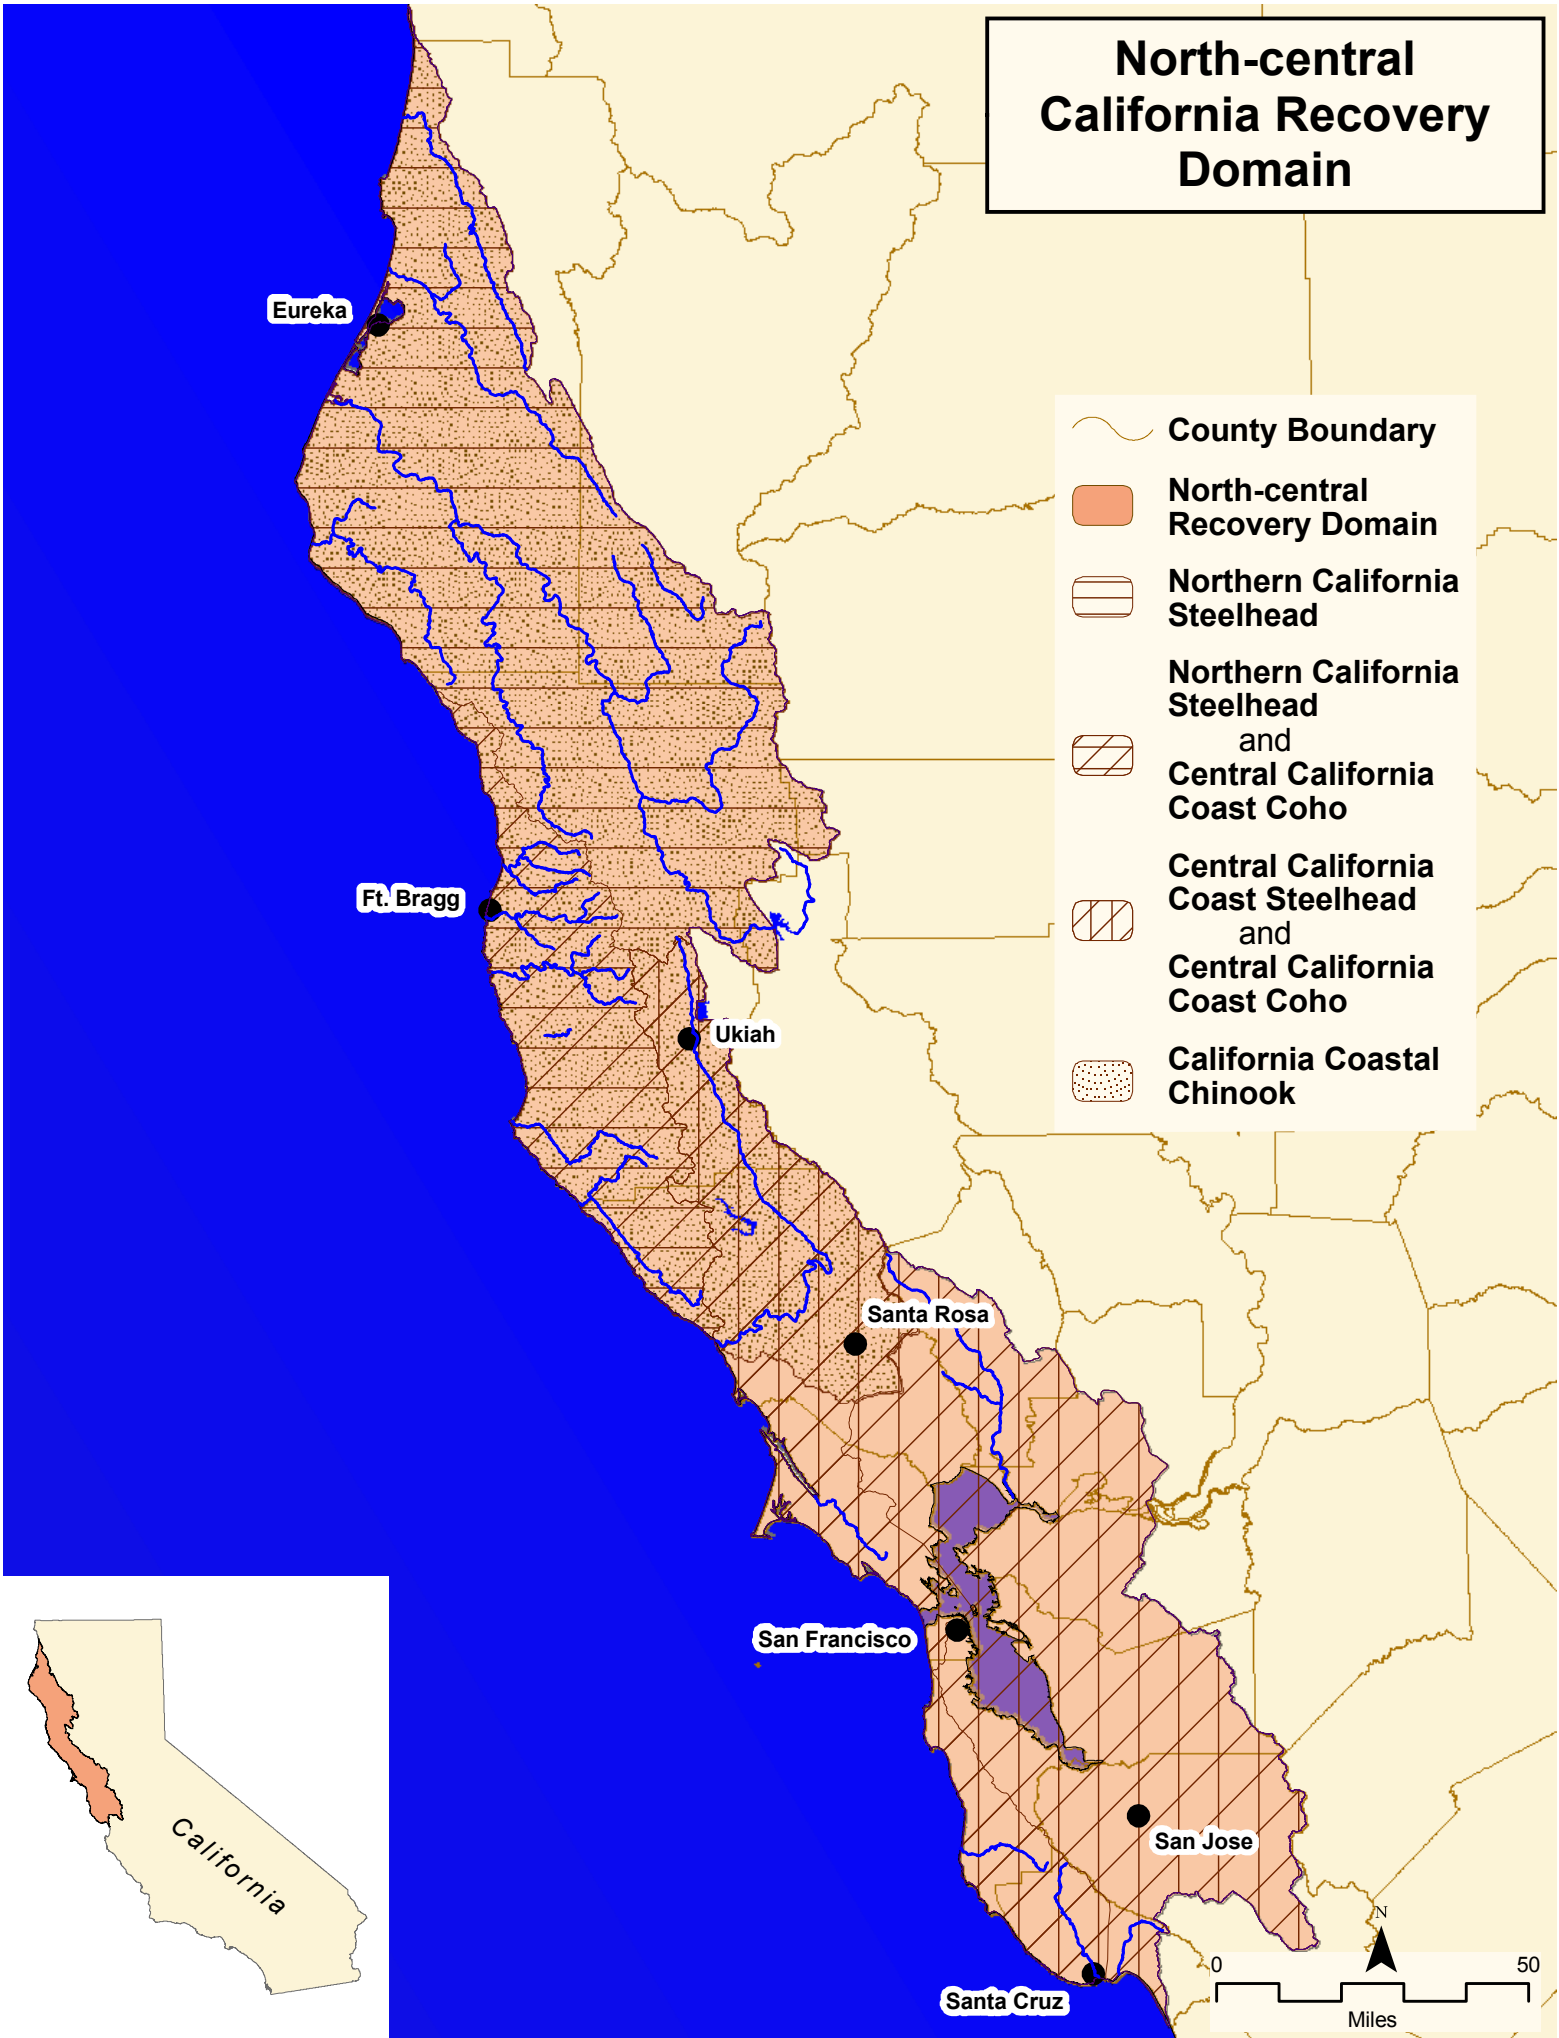 North-central
California Recovery
Domain
Eureka
County Boundary
North-central
Recovery Domain
Northern California
Steelhead
Northern California
Steelhead
and
Central California
Coast Coho
Central California
Coast Steelhead
and
Central California
Coast Coho
California Coastal
Chinook
Ft. Bragg
Ukiah
Santa Rosa
San Francisco
San Jose
Santa Cruz
California
N
0 50
Miles